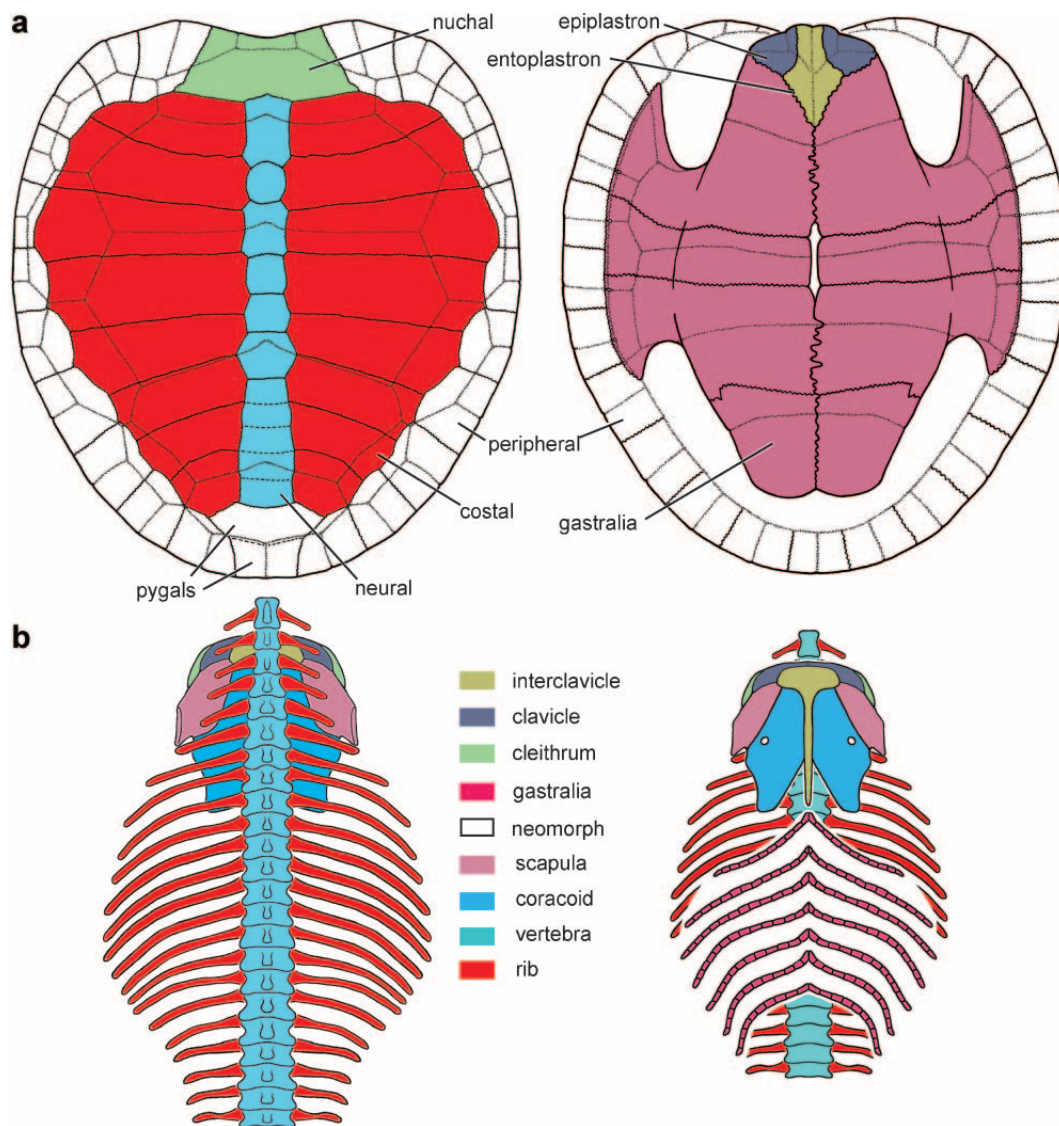 a
nuchal
epiplastron
entoplastron
peripheral
costal
gastralia
pygals
neural
b
interclavicle
clavicle
cleithrum
gastralia
neomorph
scapula
coracoid
vertebra
rib